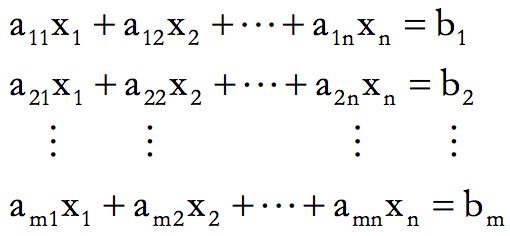 a₁₁x₁ + a₁₂x₂ + ⋯ + a₁ₙxₙ = b₁
a₂₁x₁ + a₂₂x₂ + ⋯ + a₂ₙxₙ = b₂
⋮ ⋮ ⋮ ⋮
aₘ₁x₁ + aₘ₂x₂ + ⋯ + aₘₙxₙ = bₘ